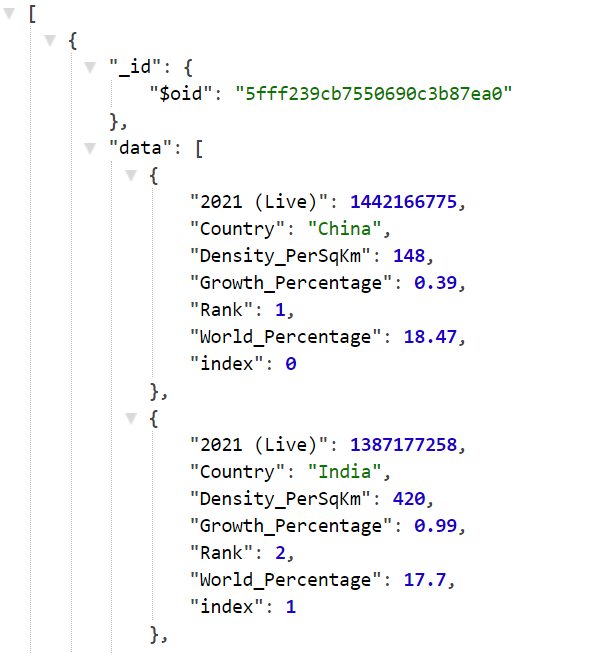 [
{
"_id": {
"$oid": "5fff239cb7550690c3b87ea0"
},
"data": [
{
"2021 (Live)": 1442166775,
"Country": "China",
"Density_PerSqKm": 148,
"Growth_Percentage": 0.39,
"Rank": 1,
"World_Percentage": 18.47,
"index": 0
},
{
"2021 (Live)": 1387177258,
"Country": "India",
"Density_PerSqKm": 420,
"Growth_Percentage": 0.99,
"Rank": 2,
"World_Percentage": 17.7,
"index": 1
},